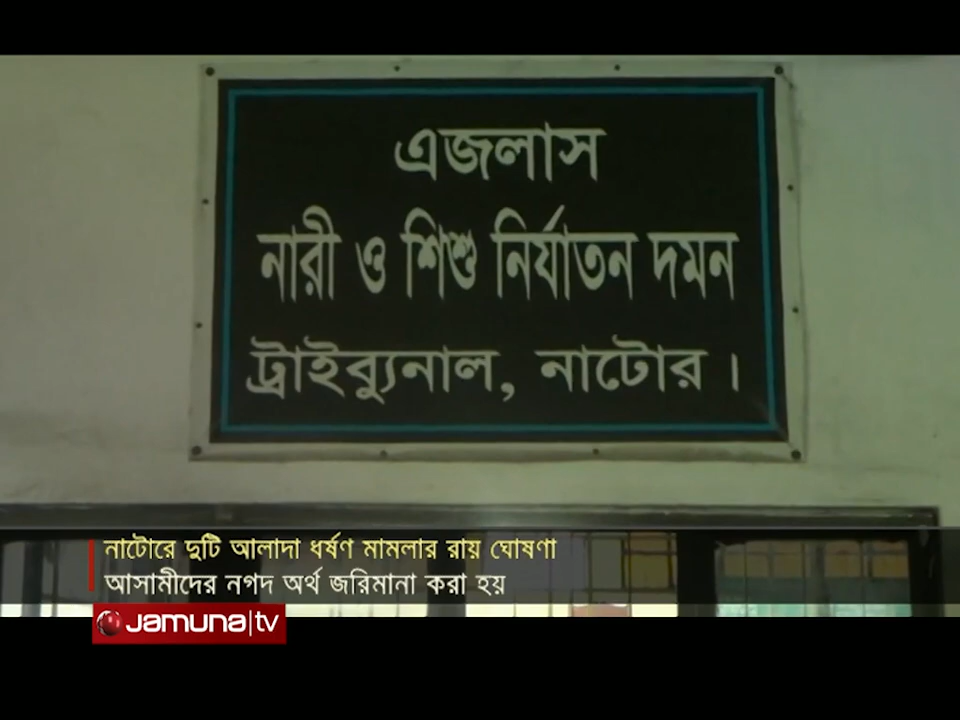 এজলাস
নারী ও শিশু নির্যাতন দমন
ট্রাইব্যুনাল, নাটোর।
নাটোরে দুটি আলাদা ধর্ষণ মামলার রায় ঘোষণা
আসামীদের নগদ অর্থ জরিমানা করা হয়
Jamuna|tv